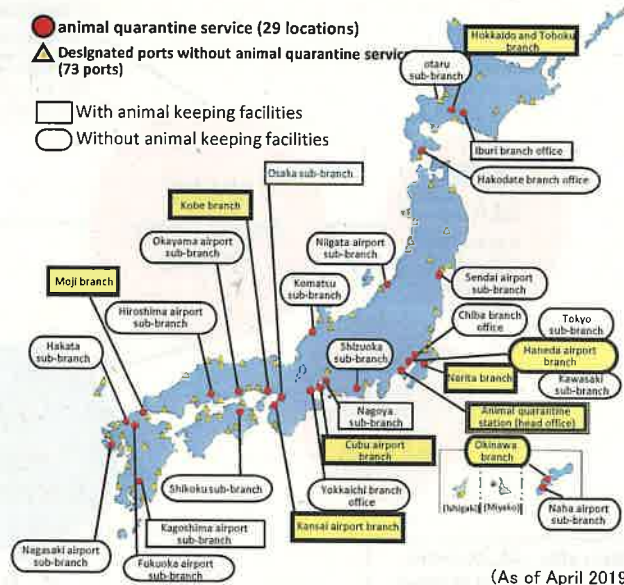 animal quarantine service (29 locations)
Designated ports without animal quarantine service
(73 ports)
With animal keeping facilities
Without animal keeping facilities
Hokkaido and Tohoku
branch
otaru
sub-branch
Iburi branch office
Hakodate branch office
Osaka sub-branch
Kobe branch
Okayama airport
sub-branch
Niigata airport
sub-branch
Moji branch
Komatsu
sub-branch
Sendai airport
sub-branch
Hiroshima airport
sub-branch
Chiba branch
office
Tokyo
sub-branch
Hakata
sub-branch
Shizuoka
sub-branch
Haneda airport
branch
Narita branch
Kawasaki
sub-branch
Nagoya
sub-branch
Animal quarantine
station (head office)
Cubu airport
branch
Okinawa
branch
Shikoku sub-branch
Yokkaichi branch
office
[Ishigaki]
[Miyako]
Naha airport
sub-branch
Kagoshima airport
sub-branch
Kansai airport branch
Nagasaki airport
sub-branch
Fukuoka airport
sub-branch
(As of April 2019